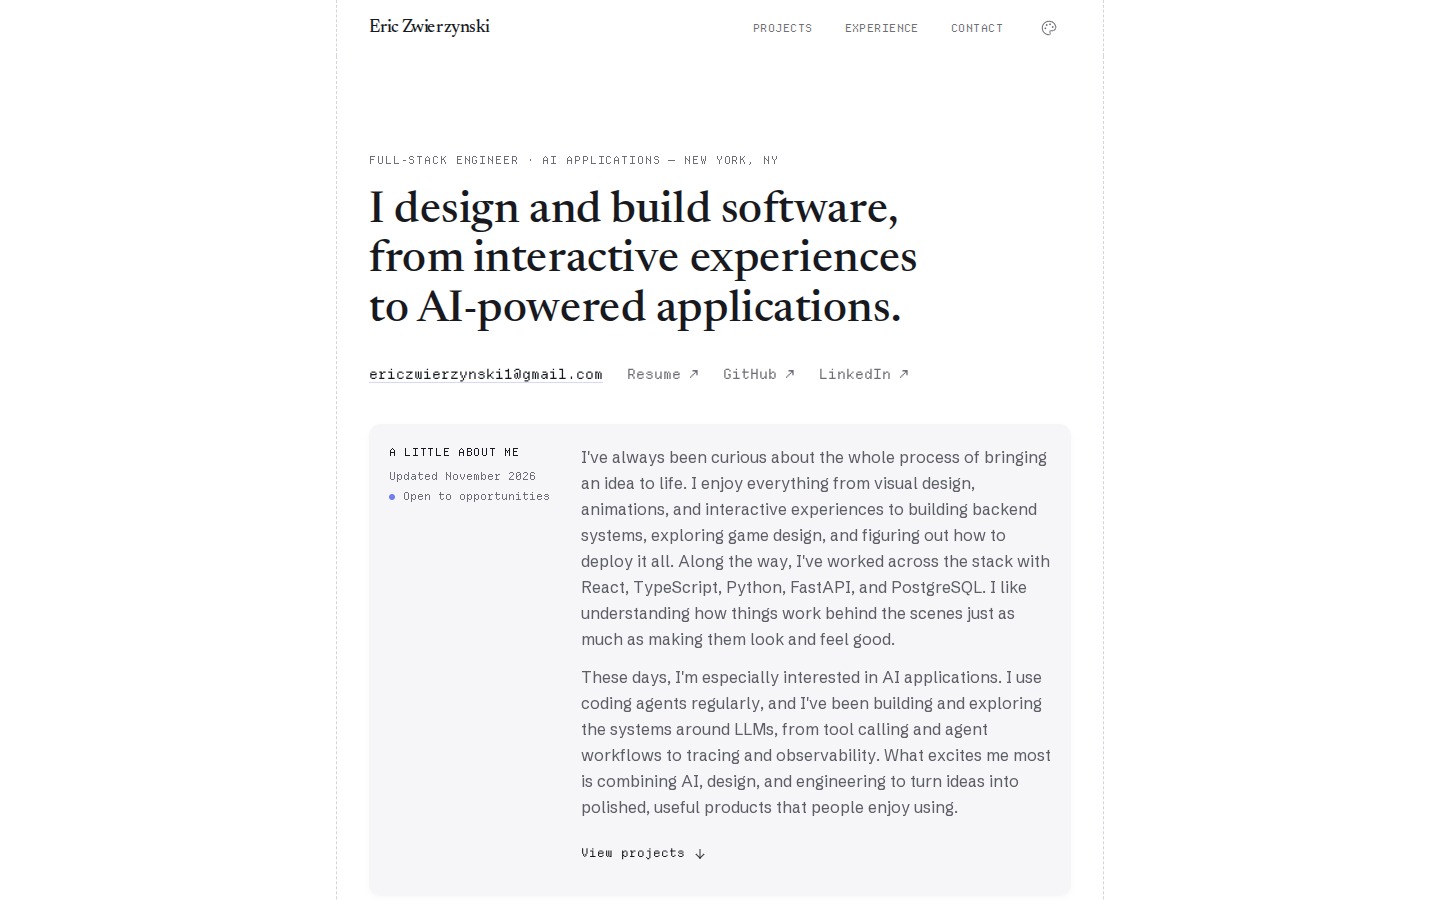 Eric Zwierzynski
PROJECTS EXPERIENCE CONTACT
FULL-STACK ENGINEER · AI APPLICATIONS — NEW YORK, NY
I design and build software,
from interactive experiences
to AI-powered applications.
ericzwierzynski1@gmail.com Resume ↗ GitHub ↗ LinkedIn ↗
A LITTLE ABOUT ME
Updated November 2026
Open to opportunities
I've always been curious about the whole process of bringing
an idea to life. I enjoy everything from visual design,
animations, and interactive experiences to building backend
systems, exploring game design, and figuring out how to
deploy it all. Along the way, I've worked across the stack with
React, TypeScript, Python, FastAPI, and PostgreSQL. I like
understanding how things work behind the scenes just as
much as making them look and feel good.
These days, I'm especially interested in AI applications. I use
coding agents regularly, and I've been building and exploring
the systems around LLMs, from tool calling and agent
workflows to tracing and observability. What excites me most
is combining AI, design, and engineering to turn ideas into
polished, useful products that people enjoy using.
View projects ↓